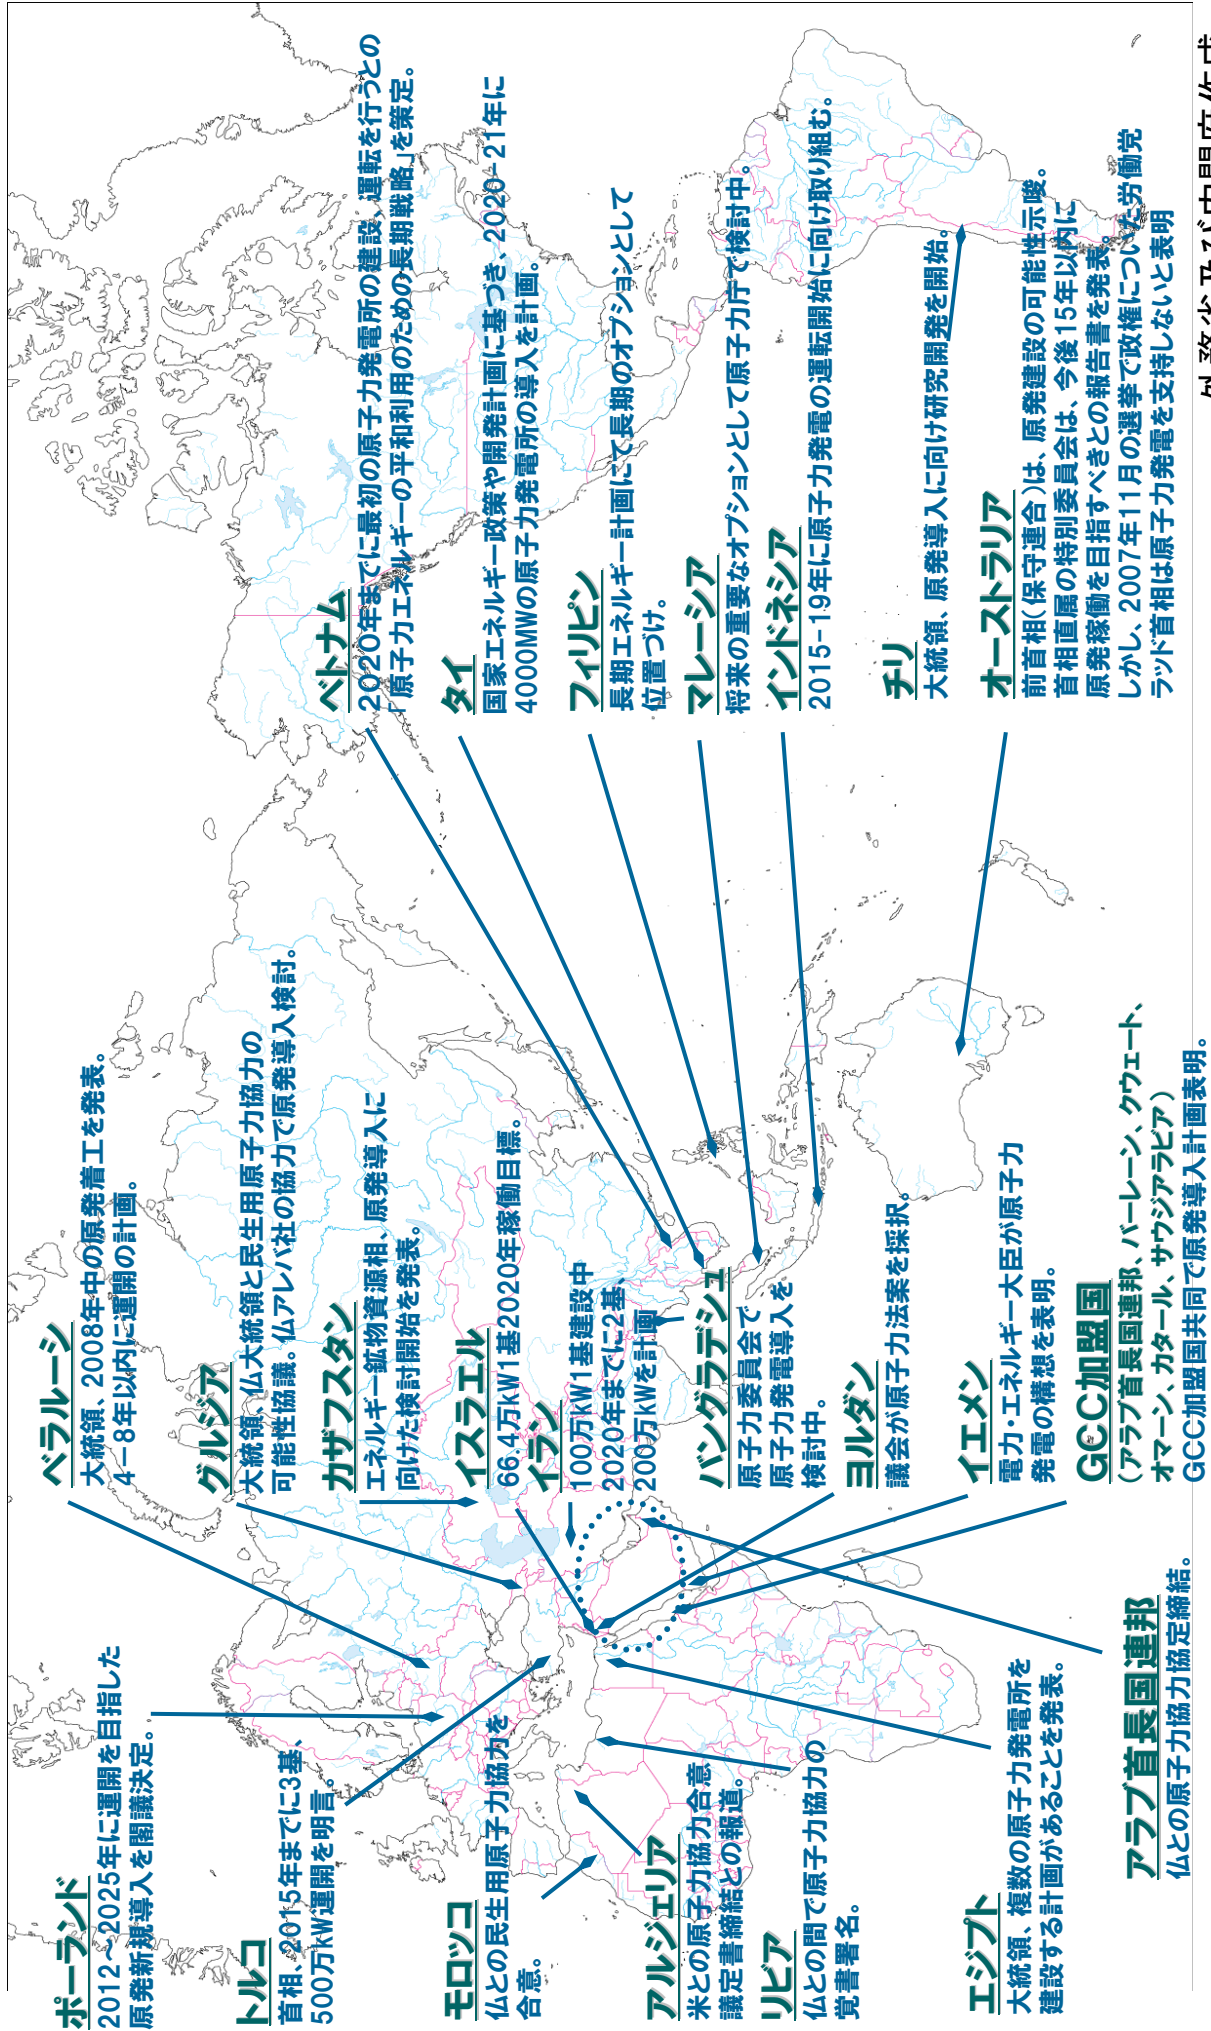 ポーランド
2012~2025年に運開を目指した
原発新規導入を閣議決定。
トルコ
首相、2015年までに3基、
500万kW運開を明言。
モロッコ
仏との民生用原子力協力を
合意。
アルジェリア
米との原子力協力合意
議定書締結との報道。
リビア
仏との間で原子力協力の
覚書署名。
エジプト
大統領、複数の原子力発電所を
建設する計画があることを発表。
アラブ首長国連邦
仏との原子力協力協定締結。
ベラルーシ
大統領、2008年中の原発着工を発表。
4-8年以内に運開の計画。
グルジア
大統領、仏大統領と民生用原子力協力の
可能性協議。仏アレバ社の協力で原発導入検討。
カザフスタン
エネルギー鉱物資源相、原発導入に
向けた検討開始を発表。
イスラエル
66.4万kW1基2020年稼働目標。
イラン
100万kW1基建設中
2020年までに2基、
200万kWを計画
バングラデシュ
原子力委員会で
原子力発電導入を
検討中。
ヨルダン
議会が原子力法案を採択。
イエメン
電力・エネルギー大臣が原子力
発電の構想を表明。
GCC加盟国
(アラブ首長国連邦、バーレーン、クウェート、
オマーン、カタール、サウジアラビア)
GCC加盟国共同で原発導入計画表明。
ベトナム
2020年までに最初の原子力発電所の建設、運転を行うとの
「原子力エネルギーの平和利用のための長期戦略」を策定。
タイ
国家エネルギー政策や開発計画に基づき、2020-21年に
4000MWの原子力発電所の導入を計画。
フィリピン
長期エネルギー計画にて長期のオプションとして
位置づけ。
マレーシア
将来の重要なオプションとして原子力庁で検討中。
インドネシア
2015-19年に原子力発電の運転開始に向け取り組む。
チリ
大統領、原発導入に向け研究開発を開始。
オーストラリア
前首相(保守連合)は、原発建設の可能性示唆。
首相直属の特別委員会は、今後15年以内に
原発稼働を目指すべきとの報告書を発表
しかし、2007年11月の選挙で政権についた労働党
ラッド首相は原子力発電を支持しないと表明